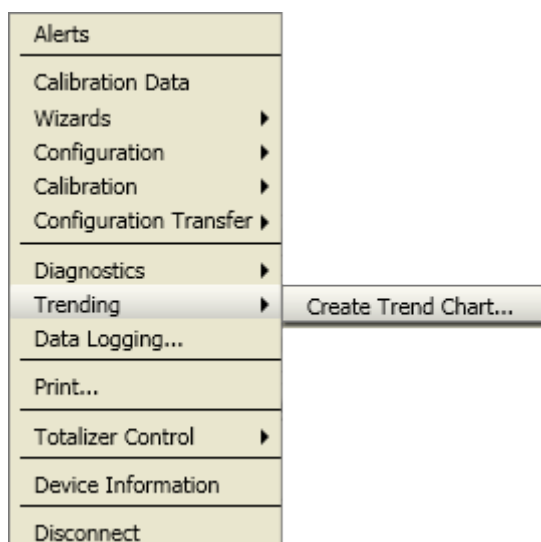 Alerts
Calibration Data
Wizards
Configuration
Calibration
Configuration Transfer
Diagnostics
Trending
Create Trend Chart...
Data Logging...
Print...
Totalizer Control
Device Information
Disconnect